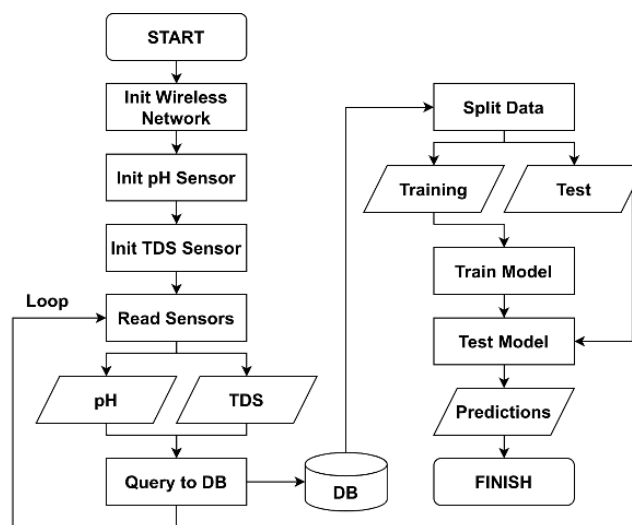 START
Init Wireless
Network
Init pH Sensor
Init TDS Sensor
Loop
Read Sensors
pH
TDS
Query to DB
DB
Split Data
Training
Test
Train Model
Test Model
Predictions
FINISH